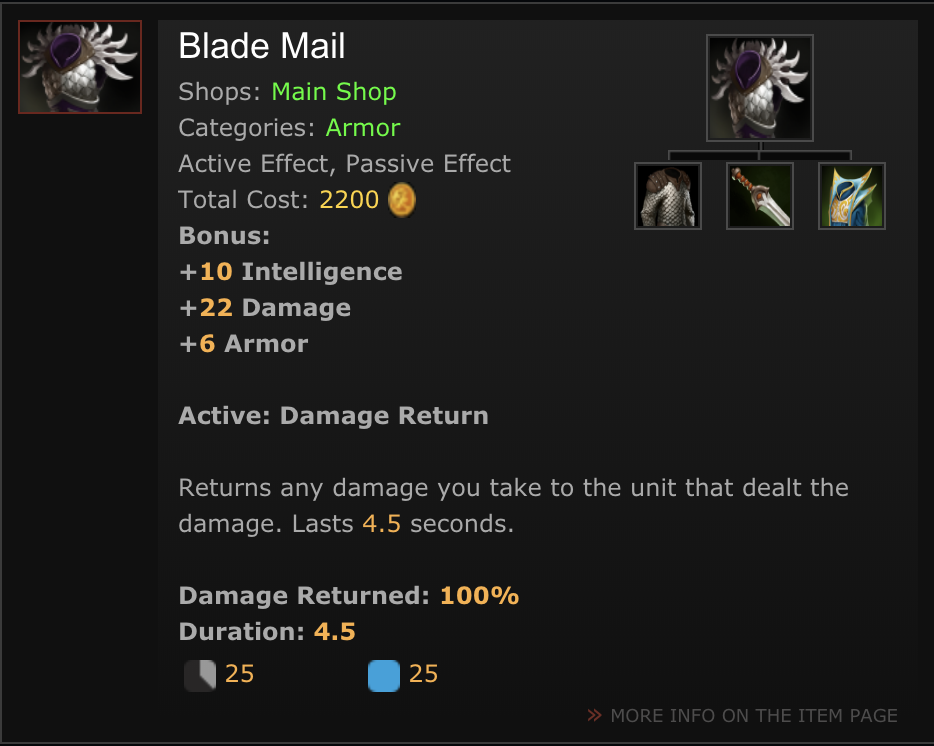 Blade Mail
Shops: Main Shop
Categories: Armor
Active Effect, Passive Effect
Total Cost: 2200
Bonus:
+10 Intelligence
+22 Damage
+6 Armor
Active: Damage Return
Returns any damage you take to the unit that dealt the
damage. Lasts 4.5 seconds.
Damage Returned: 100%
Duration: 4.5
25 25
» MORE INFO ON THE ITEM PAGE